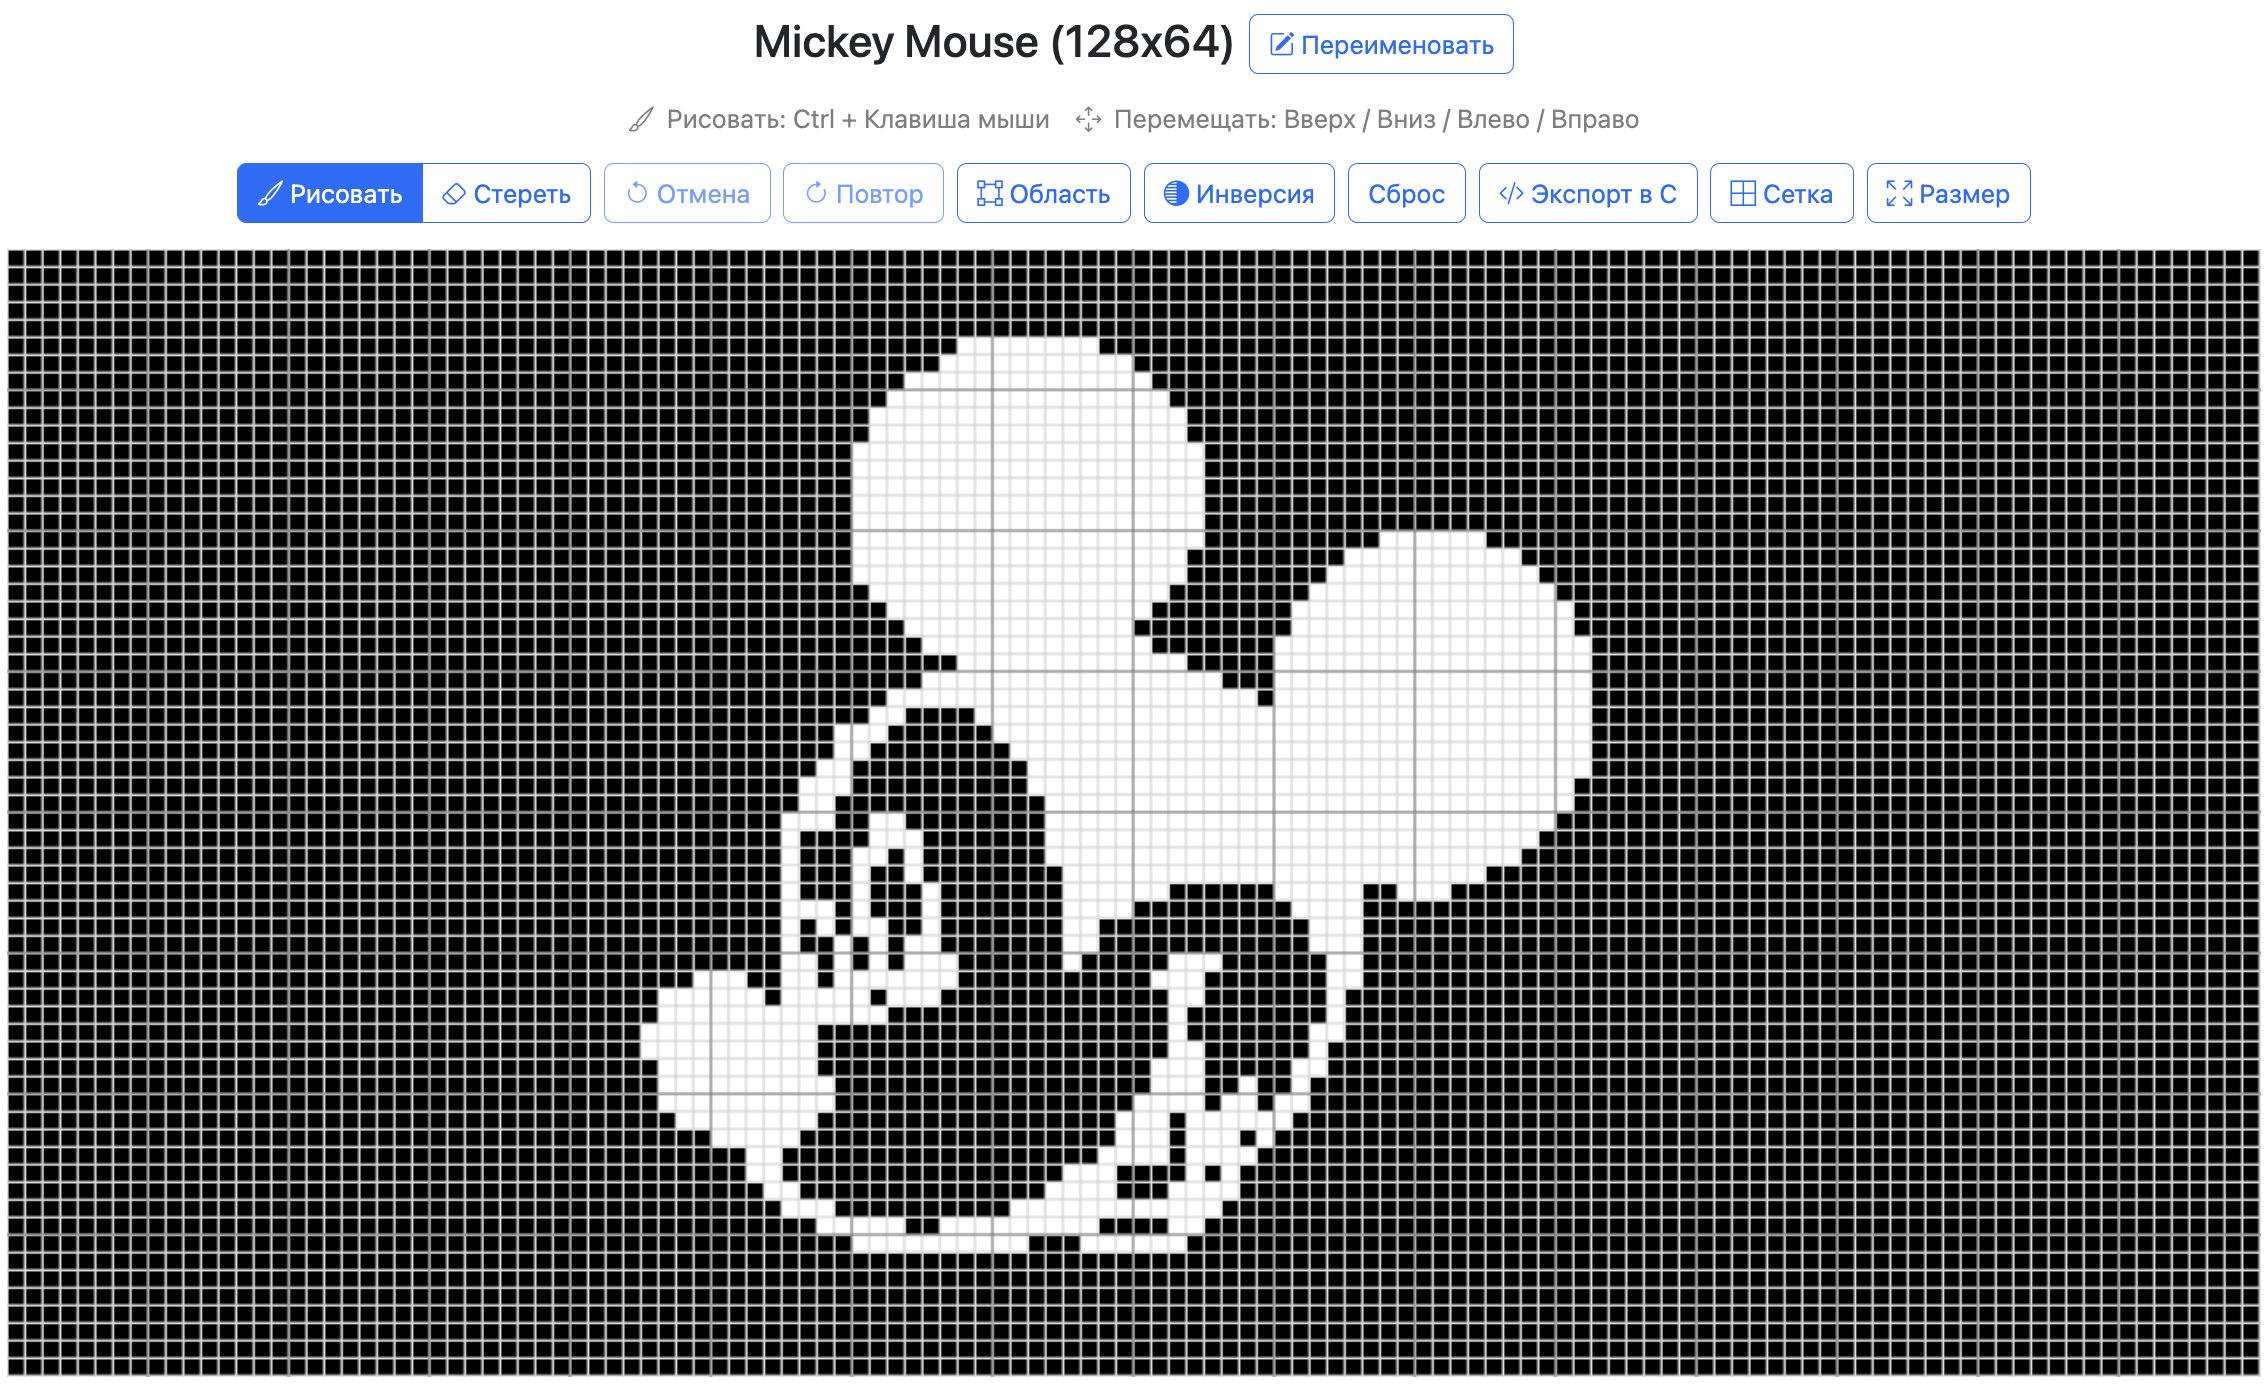 Mickey Mouse (128x64) Переименовать
Рисовать: Ctrl + Клавиша мыши Перемещать: Вверх / Вниз / Влево / Вправо
Рисовать Стереть Отмена Повтор Область Инверсия Сброс Экспорт в C Сетка Размер